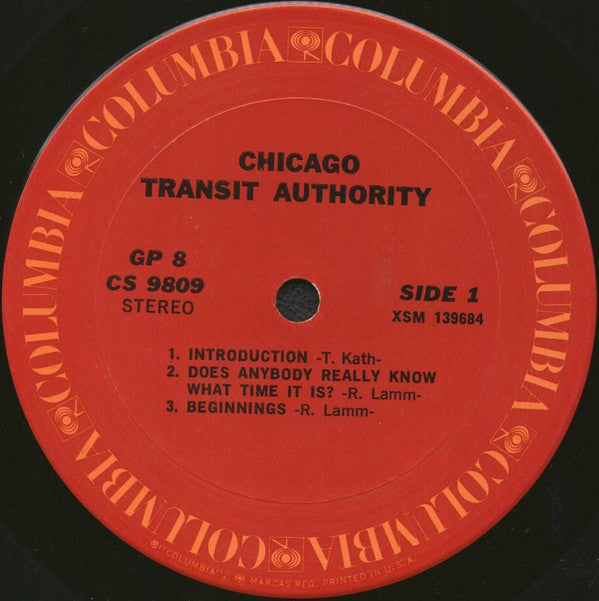 COLUMBIA COLUMBIA COLUMBIA COLUMBIA COLUMBIA COLUMBIA
CHICAGO
TRANSIT AUTHORITY
GP 8
CS 9809
STEREO
SIDE 1
XSM 139684
1. INTRODUCTION -T. Kath-
2. DOES ANYBODY REALLY KNOW
WHAT TIME IT IS? -R. Lamm-
3. BEGINNINGS -R. Lamm-
® "COLUMBIA", MARCAS REG. PRINTED IN U.S.A.